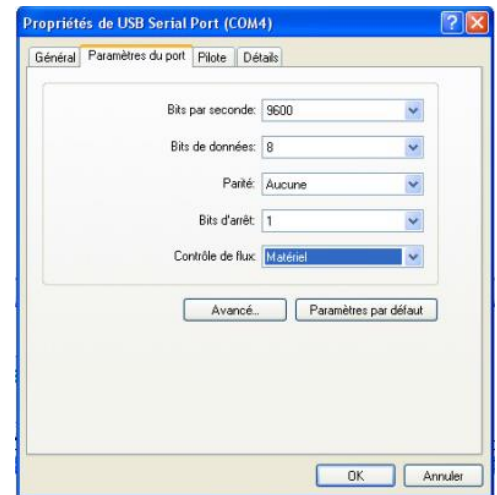 Propriétés de USB Serial Port (COM4)
Général Paramètres du port Pilote Détails
Bits par seconde: 9600
Bits de données: 8
Parité: Aucune
Bits d'arrêt: 1
Contrôle de flux: Matériel
Avancé... Paramètres par défaut
OK Annuler